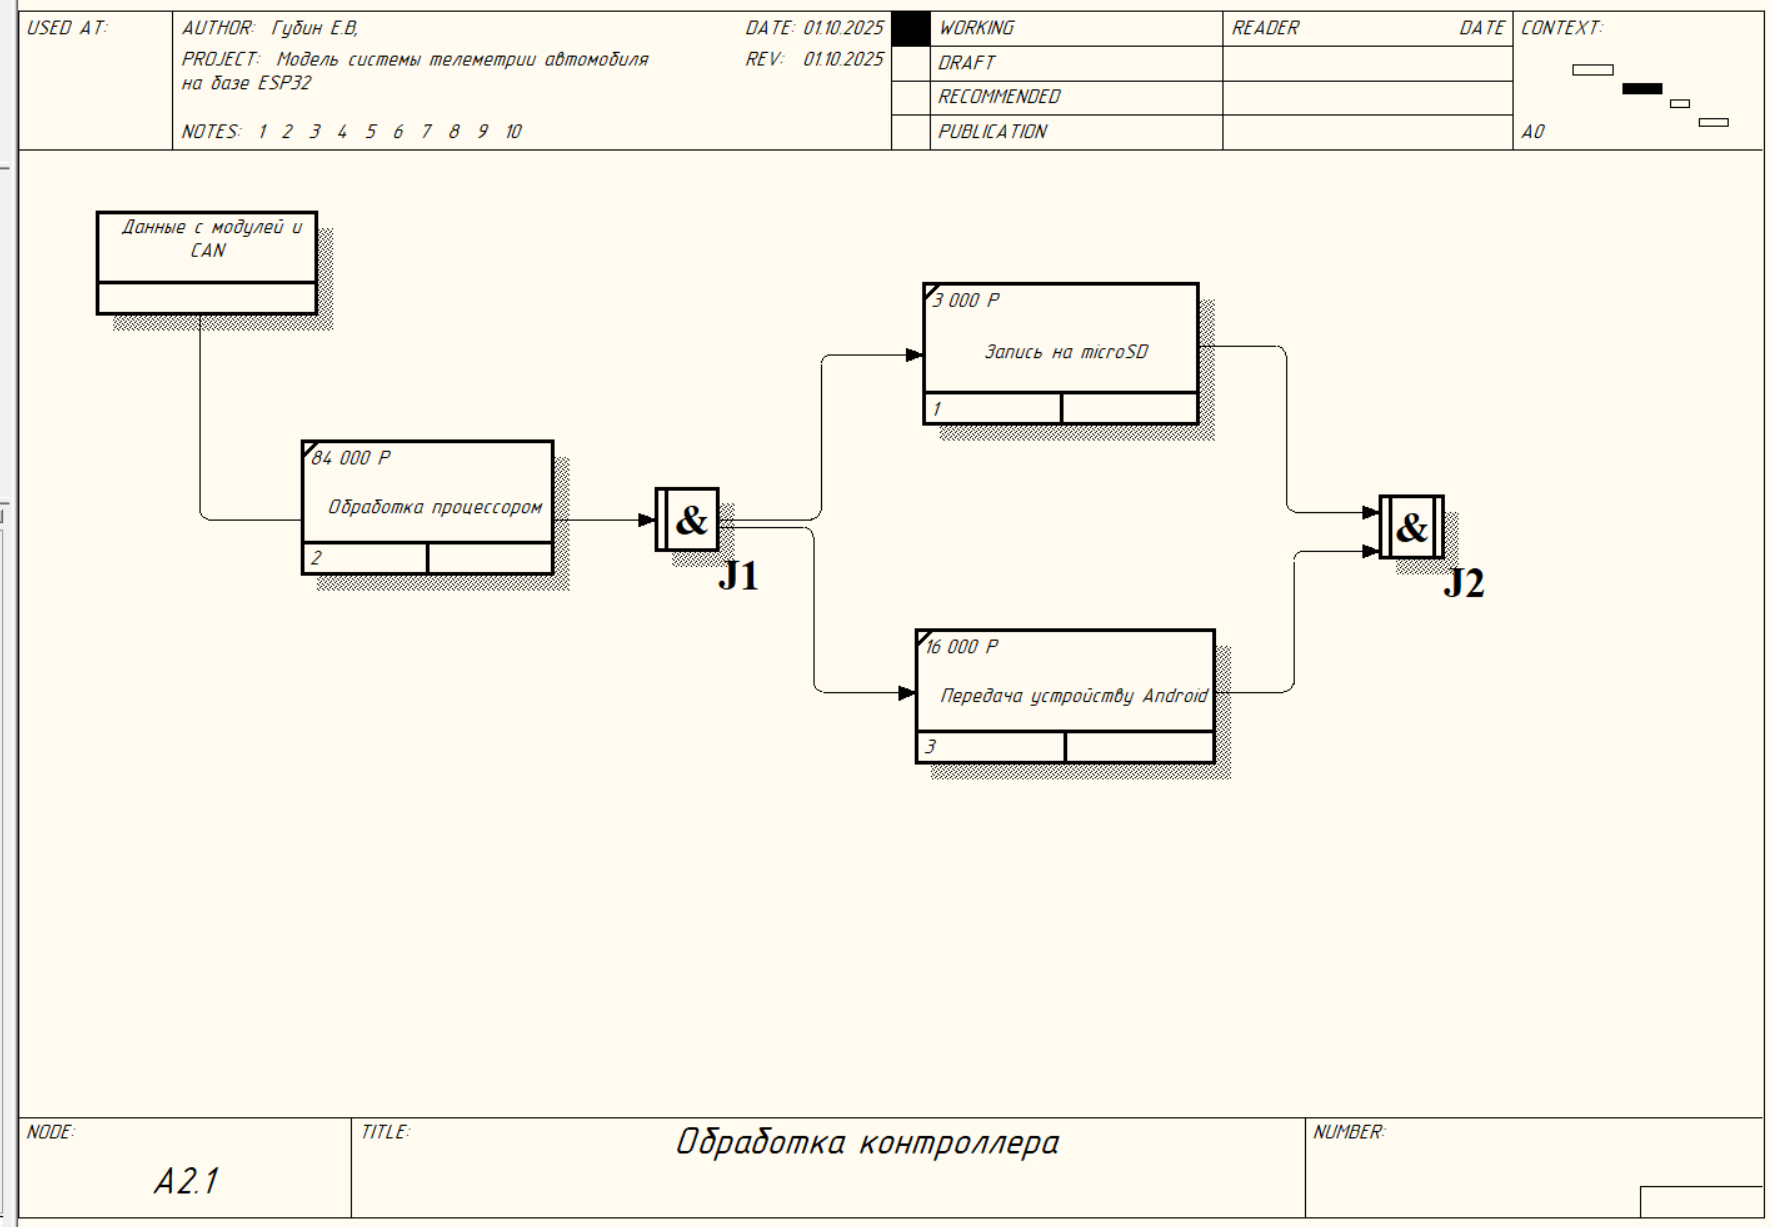 USED AT:
AUTHOR: Губин Е.В,
DATE: 01.10.2025
PROJECT: Модель системы телеметрии автомобиля
на базе ESP32
REV: 01.10.2025
NOTES: 1 2 3 4 5 6 7 8 9 10
WORKING
DRAFT
RECOMMENDED
PUBLICATION
READER
DATE
CONTEXT:
A0
Данные с модулей и
CAN
84 000 Р
Обработка процессором
2
&
J1
3 000 Р
Запись на microSD
1
16 000 Р
Передача устройству Android
3
&
J2
NODE:
A2.1
TITLE:
Обработка контроллера
NUMBER: